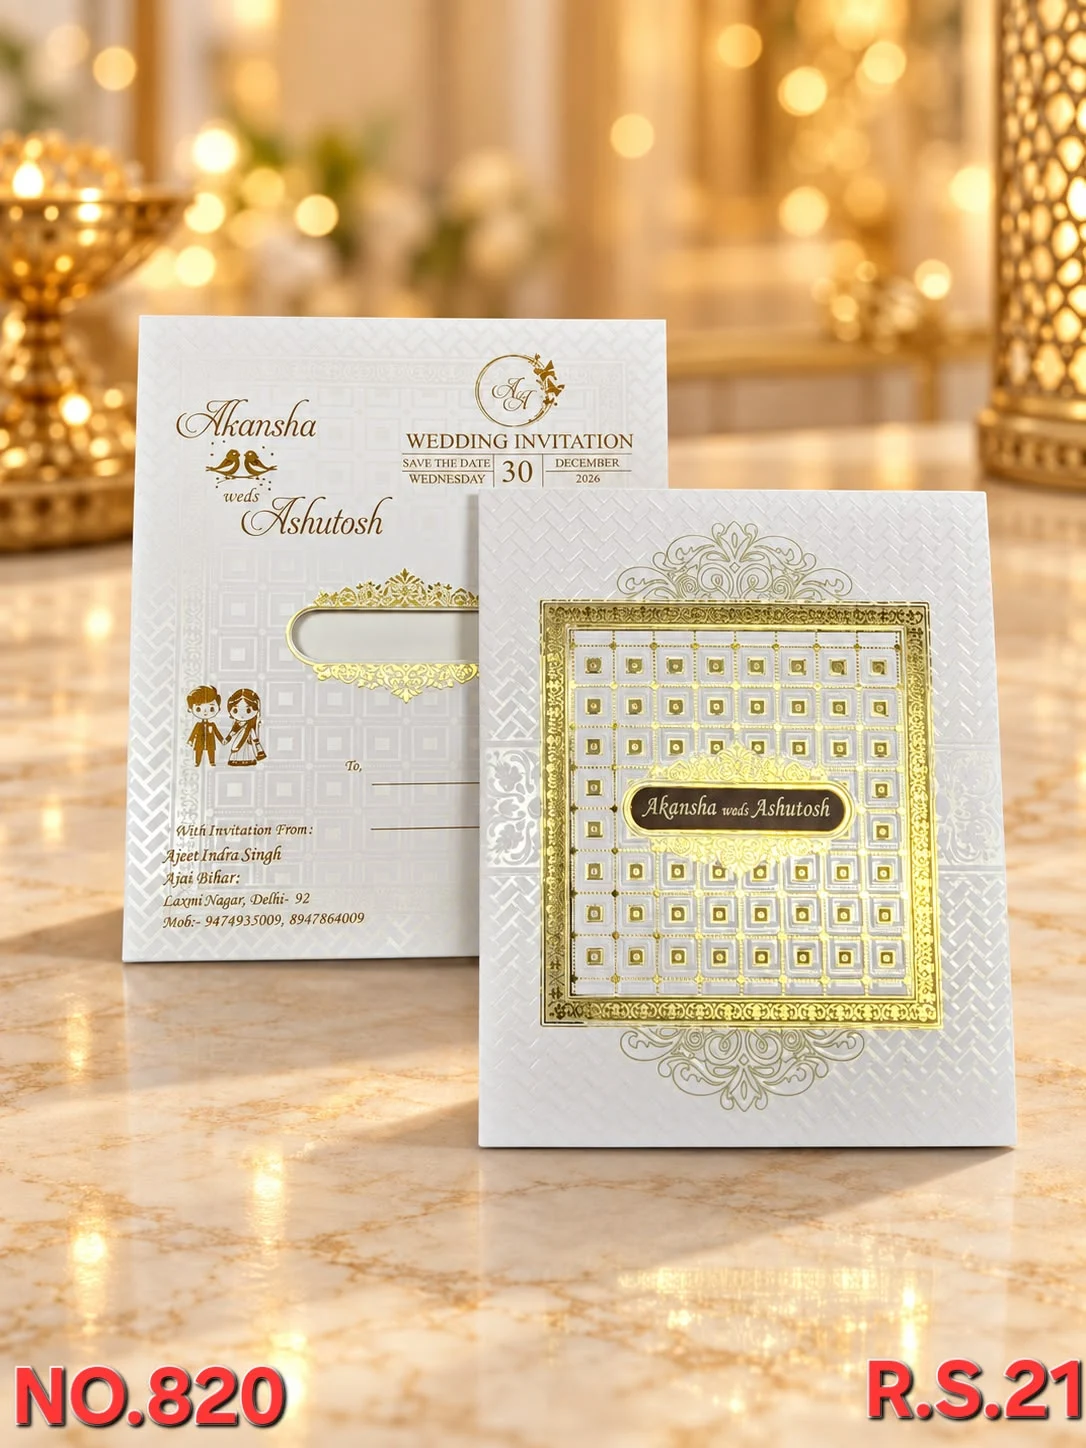 Akansha
weds
Ashutosh
A&A
WEDDING INVITATION
SAVE THE DATE
WEDNESDAY
30
DECEMBER
2026
To,
With Invitation From:
Ajeet Indra Singh
Ajai Bihar:
Laxmi Nagar, Delhi- 92
Mob:- 9474935009, 8947864009
Akansha weds Ashutosh
NO.820
R.S.21